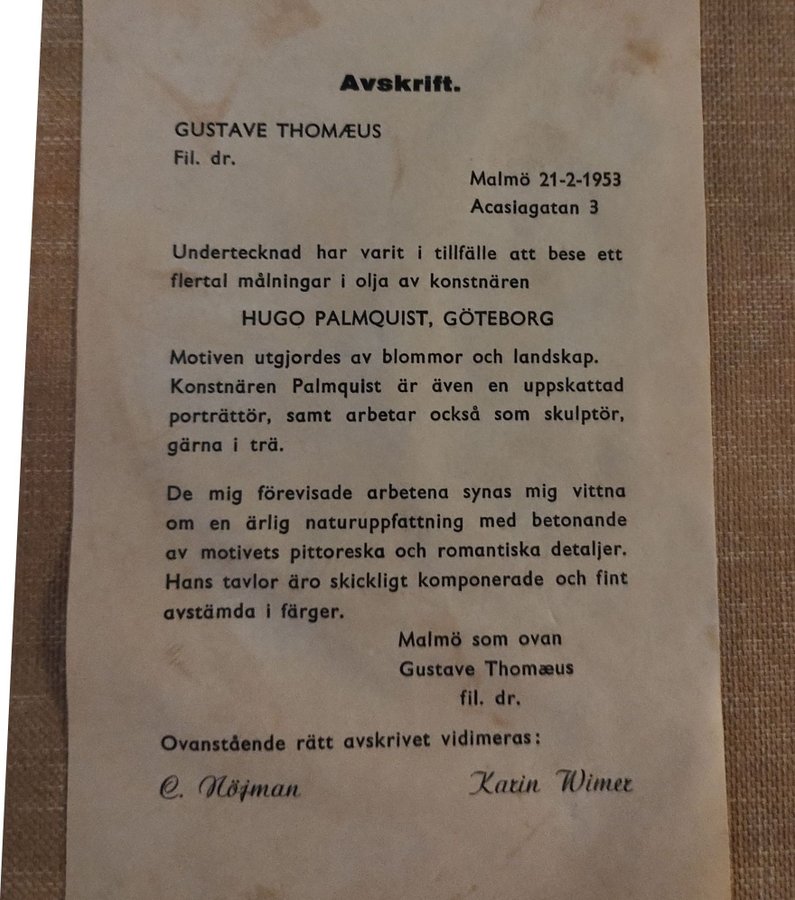 Avskrift.
GUSTAVE THOMÆUS
Fil. dr.
Malmö 21-2-1953
Acasiagatan 3
Undertecknad har varit i tillfälle att bese ett
flertal målningar i olja av konstnären
HUGO PALMQUIST, GÖTEBORG
Motiven utgjordes av blommor och landskap.
Konstnären Palmquist är även en uppskattad
porträttör, samt arbetar också som skulptör,
gärna i trä.
De mig förevisade arbetena synas mig vittna
om en ärlig naturuppfattning med betonande
av motivets pittoreska och romantiska detaljer.
Hans tavlor äro skickligt komponerade och fint
avstämda i färger.
Malmö som ovan
Gustave Thomæus
fil. dr.
Ovanstående rätt avskrivet vidimeras:
C. Nöjman Karin Wimer